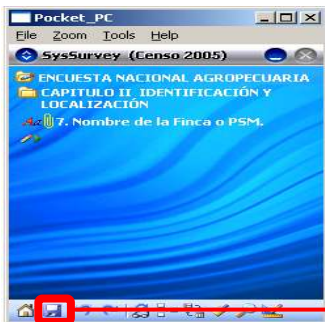 Pocket_PC
File Zoom Tools Help
SysSurvey (Censo 2005)
ENCUESTA NACIONAL AGROPECUARIA
CAPITULO II IDENTIFICACIÓN Y
LOCALIZACIÓN
Aa 7. Nombre de la Finca o PSM.